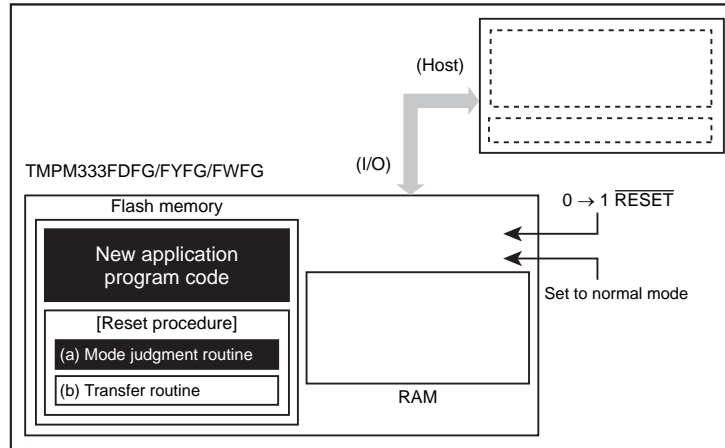 (Host)
(I/O)
TMPM333FDFG/FYFG/FWFG
Flash memory
0 → 1 R̅E̅S̅E̅T̅
New application
program code
Set to normal mode
[Reset procedure]
(a) Mode judgment routine
(b) Transfer routine
RAM